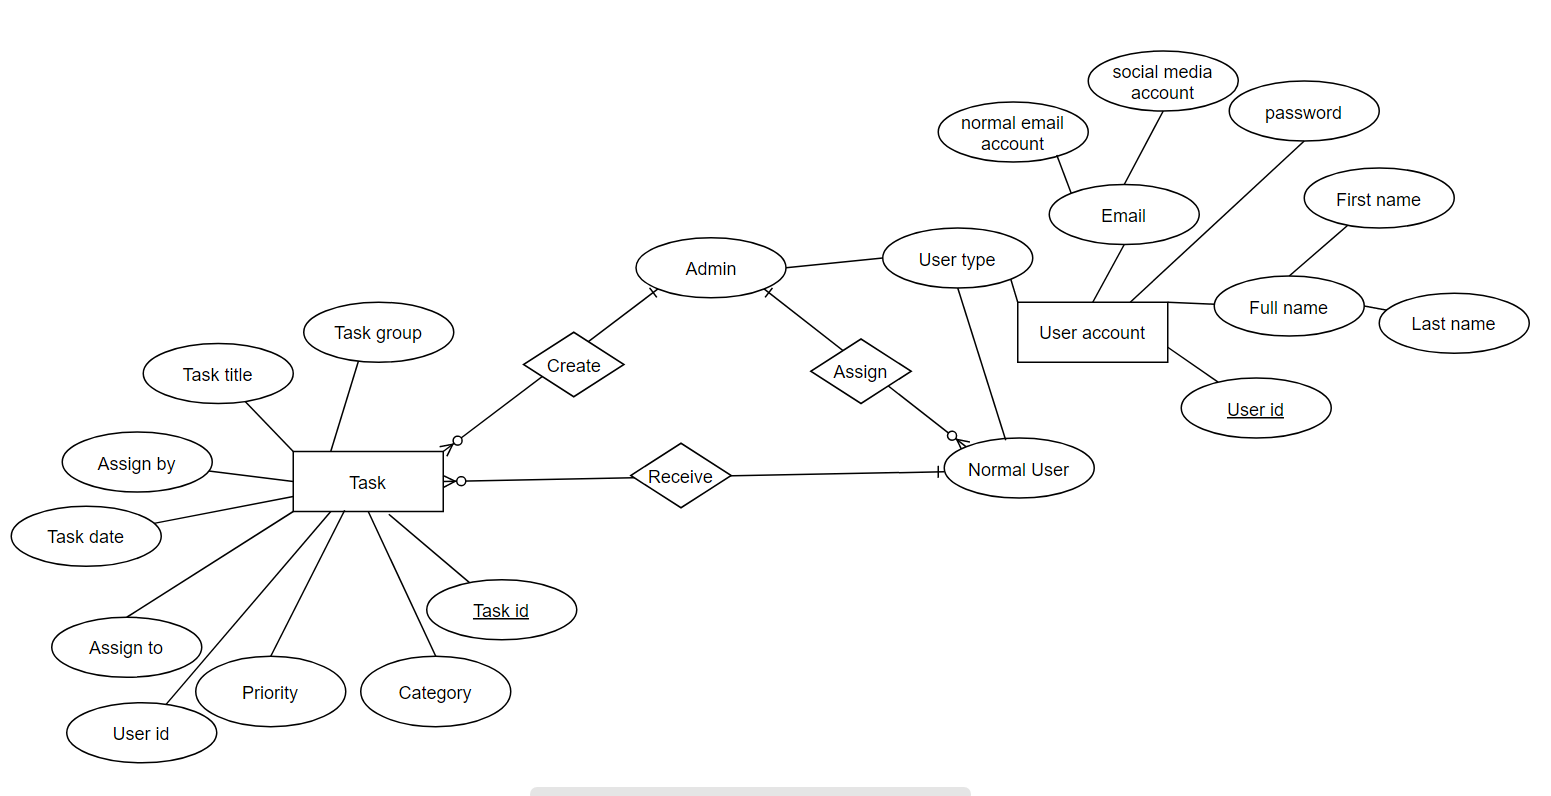 social media
account
normal email
account
password
First name
Email
User type
Admin
Full name
Last name
User account
Task group
Task title
Create
Assign
User id
Assign by
Normal User
Receive
Task
Task date
Task id
Assign to
Priority
Category
User id